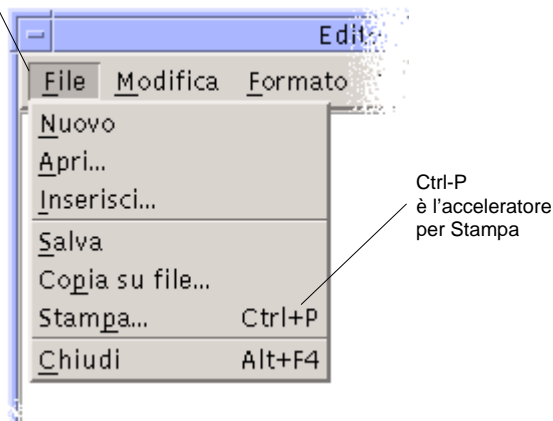 Edit
File Modifica Formato
Nuovo
Apri...
Inserisci...
Salva
Copia su file...
Stampa... Ctrl+P
Chiudi Alt+F4
Ctrl-P
è l’acceleratore
per Stampa